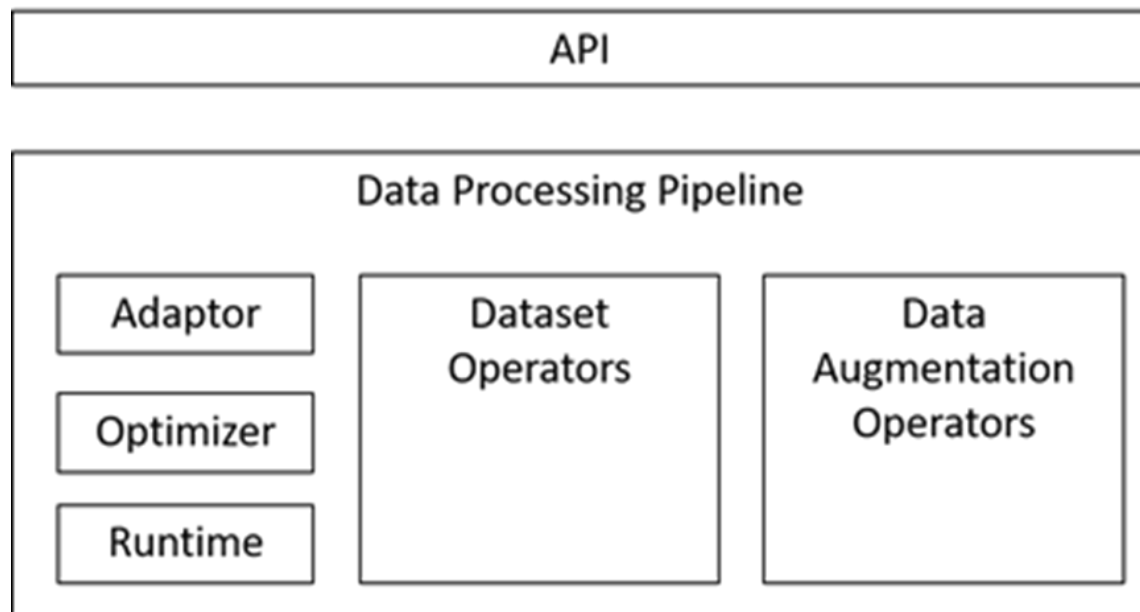 API
Data Processing Pipeline
Adaptor
Optimizer
Runtime
Dataset
Operators
Data
Augmentation
Operators